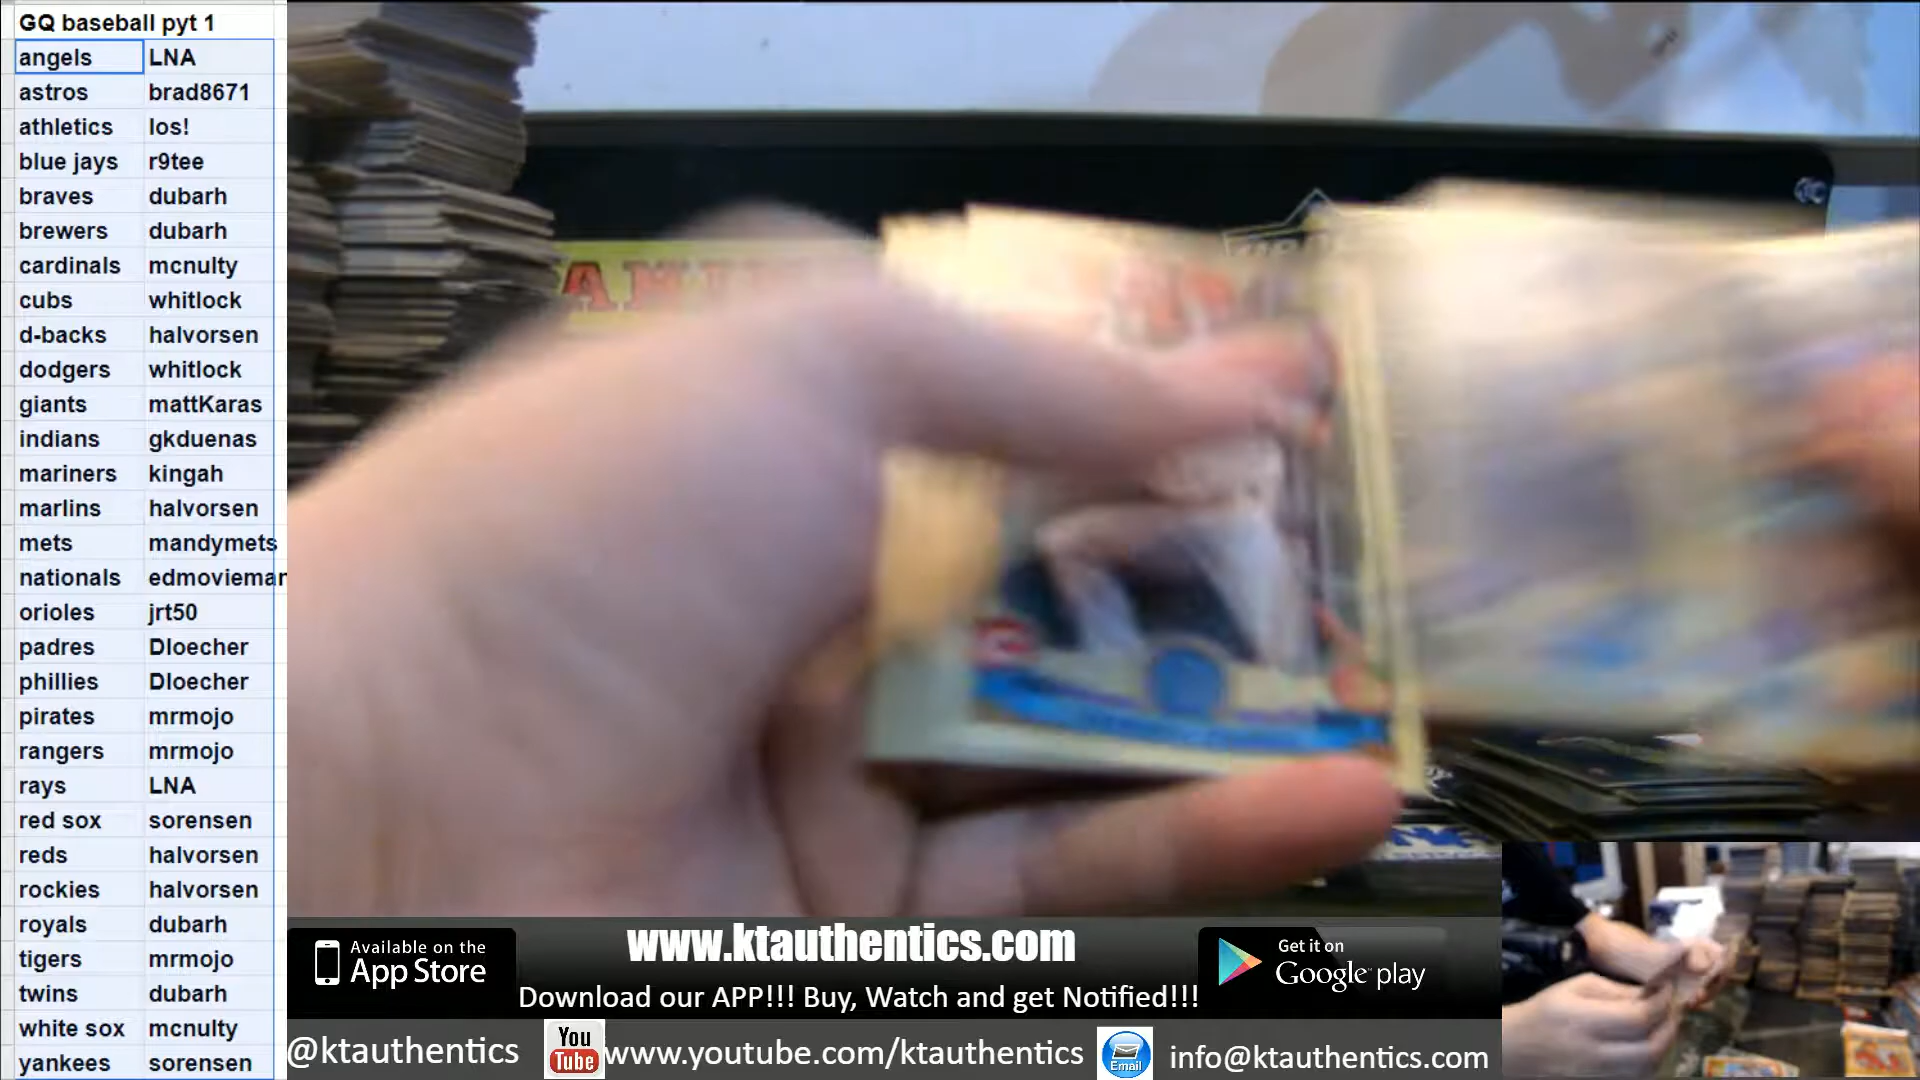 GQ baseball pyt 1
angels LNA
astros brad8671
athletics los!
blue jays r9tee
braves dubarh
brewers dubarh
cardinals mcnulty
cubs whitlock
d-backs halvorsen
dodgers whitlock
giants mattKaras
indians gkduenas
mariners kingah
marlins halvorsen
mets mandymets
nationals edmovieman
orioles jrt50
padres Dloecher
phillies Dloecher
pirates mrmojo
rangers mrmojo
rays LNA
red sox sorensen
reds halvorsen
rockies halvorsen
royals dubarh
tigers mrmojo
twins dubarh
white sox mcnulty
yankees sorensen
Available on the
App Store
www.ktauthentics.com
Get it on
Google play
Download our APP!!! Buy, Watch and get Notified!!!
@ktauthentics
You
Tube
www.youtube.com/ktauthentics
Email
info@ktauthentics.com